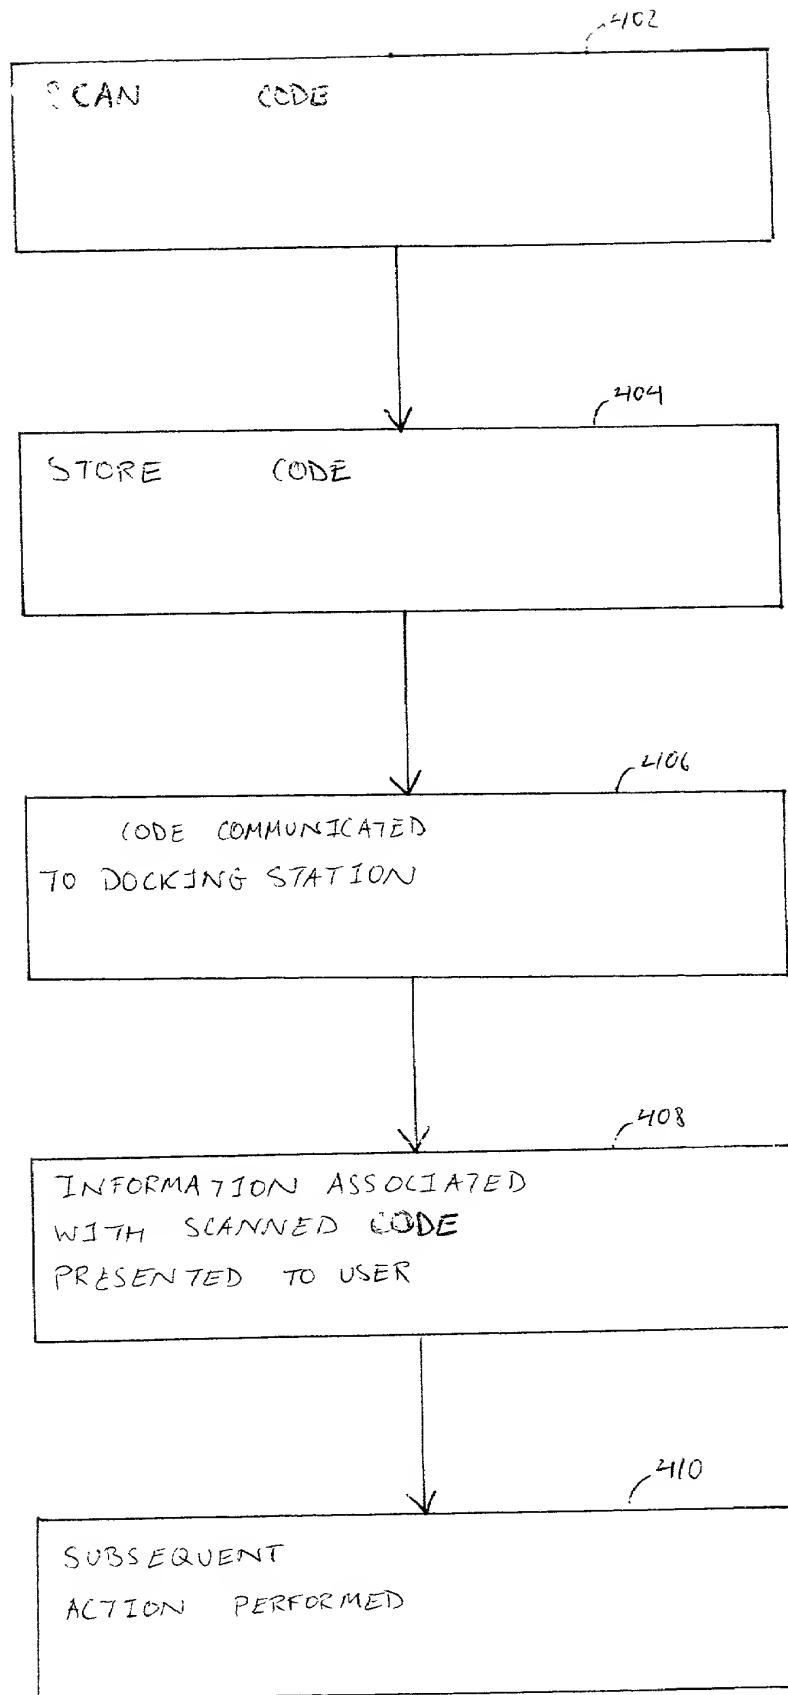 402
SCAN CODE
404
STORE CODE
406
CODE COMMUNICATED
TO DOCKING STATION
408
INFORMATION ASSOCIATED
WITH SCANNED CODE
PRESENTED TO USER
410
SUBSEQUENT
ACTION PERFORMED